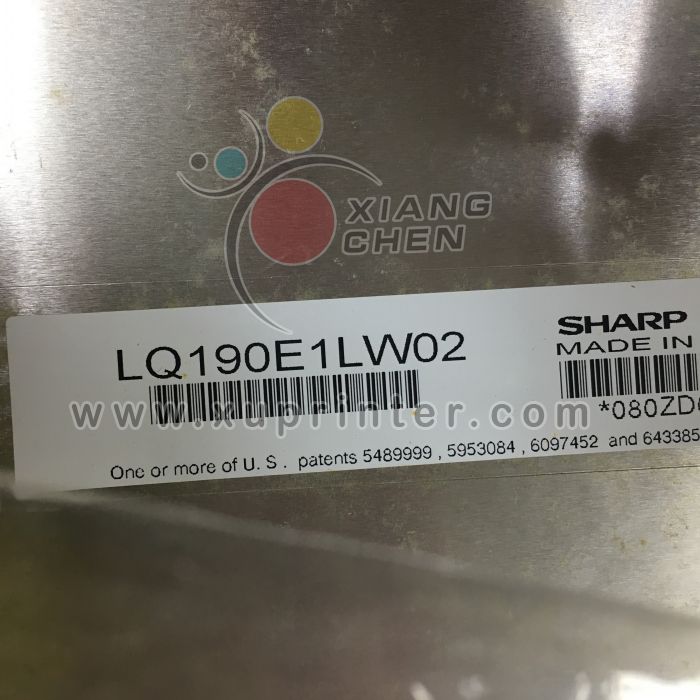 XIANG
CHEN
SHARP
LQ190E1LW02
MADE IN
www.xuprinter.com
*080ZD
One or more of U. S. patents 5489999 , 5953084 , 6097452 and 643385